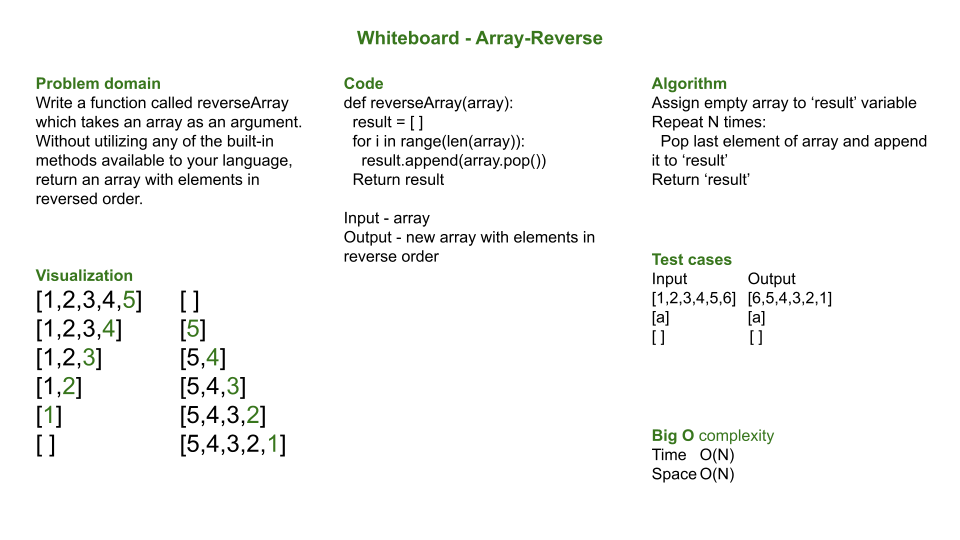 Whiteboard - Array-Reverse
Problem domain
Write a function called reverseArray
which takes an array as an argument.
Without utilizing any of the built-in
methods available to your language,
return an array with elements in
reversed order.
Visualization
[1,2,3,4,5] [ ]
[1,2,3,4] [5]
[1,2,3] [5,4]
[1,2] [5,4,3]
[1] [5,4,3,2]
[ ] [5,4,3,2,1]
Code
def reverseArray(array):
  result = [ ]
  for i in range(len(array)):
    result.append(array.pop())
  Return result
Input - array
Output - new array with elements in
reverse order
Algorithm
Assign empty array to ‘result’ variable
Repeat N times:
  Pop last element of array and append
it to ‘result’
Return ‘result’
Test cases
Input Output
[1,2,3,4,5,6] [6,5,4,3,2,1]
[a] [a]
[ ] [ ]
Big O complexity
Time O(N)
Space O(N)